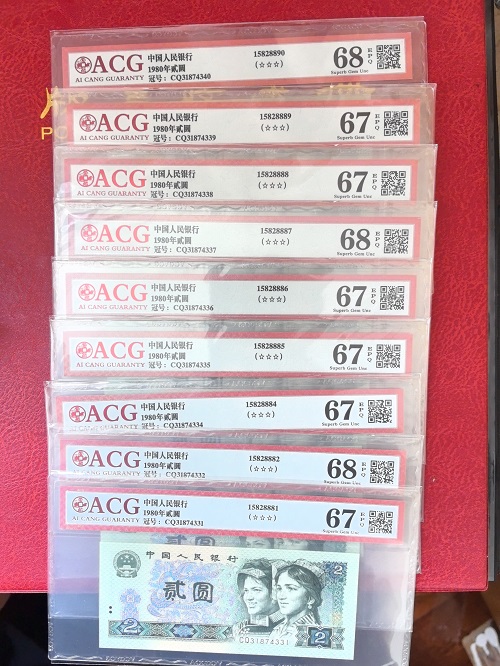 ACG
AI CANG GUARANTY
中国人民银行
1980年贰圆
冠号：CQ31874340
15828890
(☆☆☆)
68 EPQ
Superb Gem Unc
ACG
AI CANG GUARANTY
中国人民银行
1980年贰圆
冠号：CQ31874339
15828889
(☆☆☆)
67 EPQ
Superb Gem Unc
ACG
AI CANG GUARANTY
中国人民银行
1980年贰圆
冠号：CQ31874338
15828888
(☆☆☆)
67 EPQ
Superb Gem Unc
ACG
AI CANG GUARANTY
中国人民银行
1980年贰圆
冠号：CQ31874337
15828887
(☆☆☆)
68 EPQ
Superb Gem Unc
ACG
AI CANG GUARANTY
中国人民银行
1980年贰圆
冠号：CQ31874336
15828886
(☆☆☆)
67 EPQ
Superb Gem Unc
ACG
AI CANG GUARANTY
中国人民银行
1980年贰圆
冠号：CQ31874335
15828885
(☆☆☆)
67 EPQ
Superb Gem Unc
ACG
AI CANG GUARANTY
中国人民银行
1980年贰圆
冠号：CQ31874334
15828884
(☆☆☆)
67 EPQ
Superb Gem Unc
ACG
AI CANG GUARANTY
中国人民银行
1980年贰圆
冠号：CQ31874332
15828882
(☆☆☆)
68 EPQ
Superb Gem Unc
ACG
AI CANG GUARANTY
中国人民银行
1980年贰圆
冠号：CQ31874331
15828881
(☆☆☆)
67 EPQ
Superb Gem Unc
中国人民银行
2
贰圆
CQ31874331
2
2